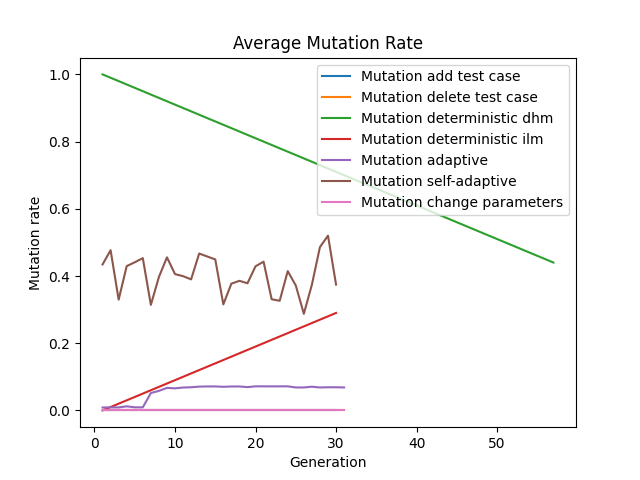 Average Mutation Rate
Mutation add test case
Mutation delete test case
Mutation deterministic dhm
Mutation deterministic ilm
Mutation adaptive
Mutation self-adaptive
Mutation change parameters
Mutation rate
1.0
0.8
0.6
0.4
0.2
0.0
0 10 20 30 40 50
Generation